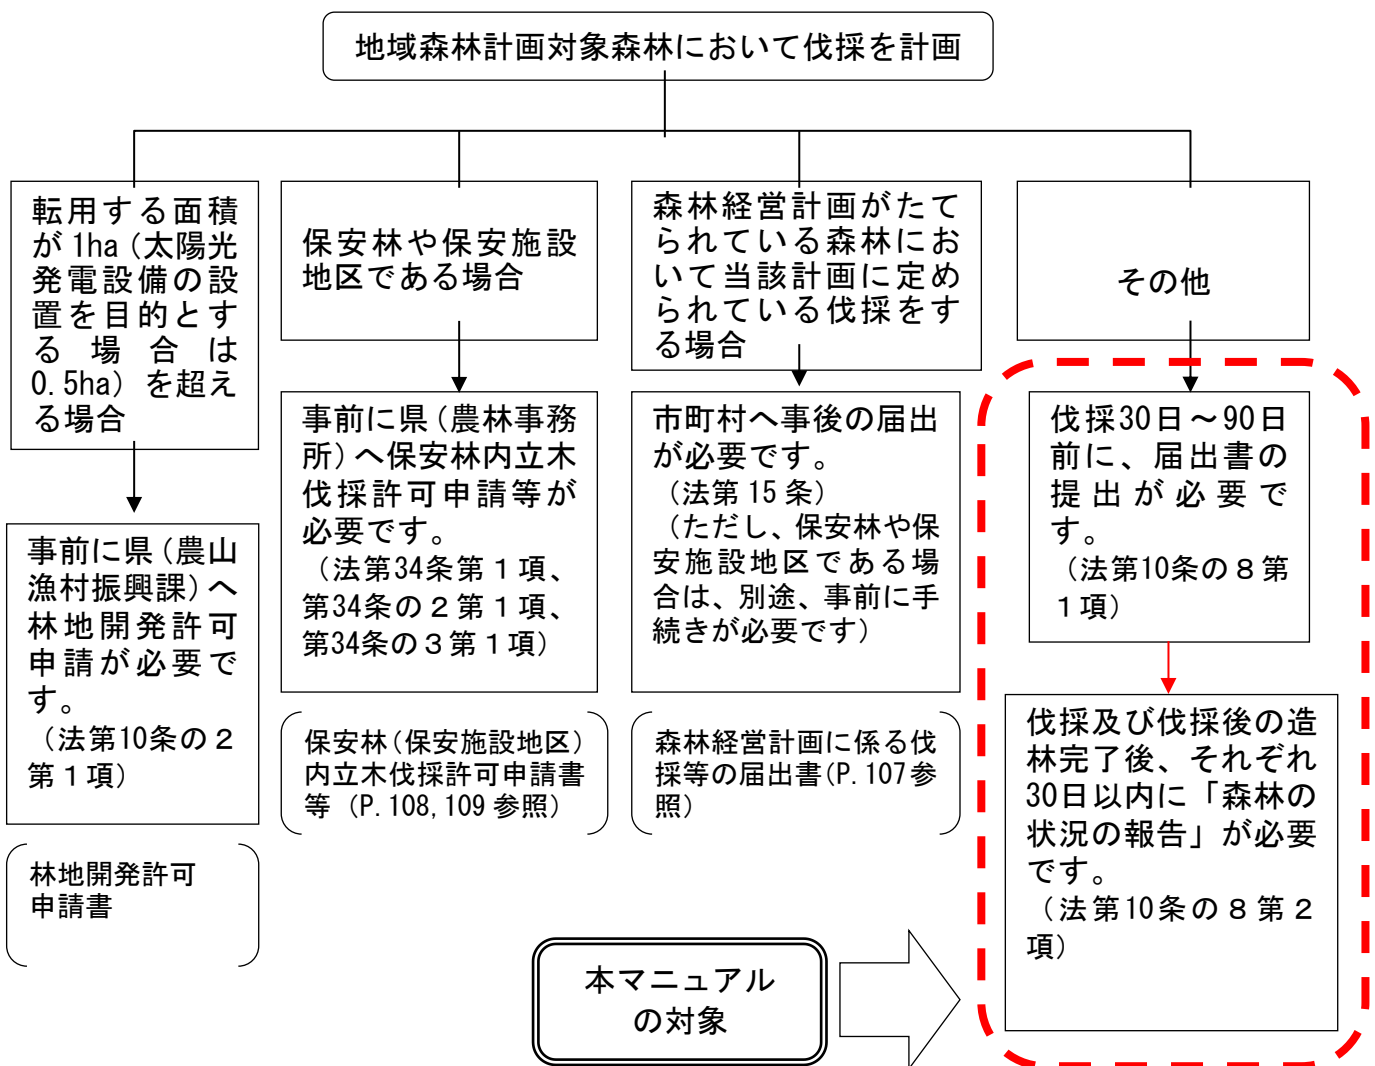 地域森林計画対象森林において伐採を計画
転用する面積
が1ha（太陽光
発電設備の設
置を目的とす
る場合は
0.5ha）を超え
る場合
事前に県（農山
漁村振興課）へ
林地開発許可
申請が必要で
す。
（法第10条の２
第１項）
林地開発許可
申請書
保安林や保安施設
地区である場合
事前に県（農林事務
所）へ保安林内立木
伐採許可申請等が
必要です。
（法第34条第１項、
第34条の２第１項、
第34条の３第１項）
保安林（保安施設地区）
内立木伐採許可申請書
等（P.108,109参照）
森林経営計画がたて
られている森林にお
いて当該計画に定め
られている伐採をす
る場合
市町村へ事後の届出
が必要です。
（法第15条）
（ただし、保安林や保
安施設地区である場
合は、別途、事前に手
続きが必要です）
森林経営計画に係る伐
採等の届出書（P.107参
照）
その他
伐採30日～90日
前に、届出書の
提出が必要で
す。
（法第10条の８第
１項）
伐採及び伐採後の造
林完了後、それぞれ
30日以内に「森林の
状況の報告」が必要
です。
（法第10条の８第２
項）
本マニュアル
の対象